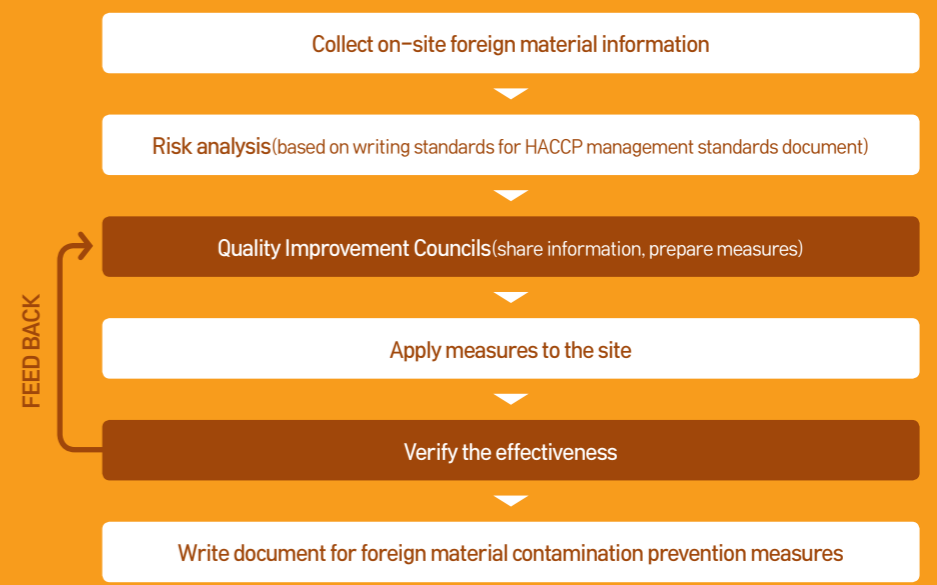 Collect on-site foreign material information
Risk analysis(based on writing standards for HACCP management standards document)
Quality Improvement Councils(share information, prepare measures)
FEED BACK
Apply measures to the site
Verify the effectiveness
Write document for foreign material contamination prevention measures